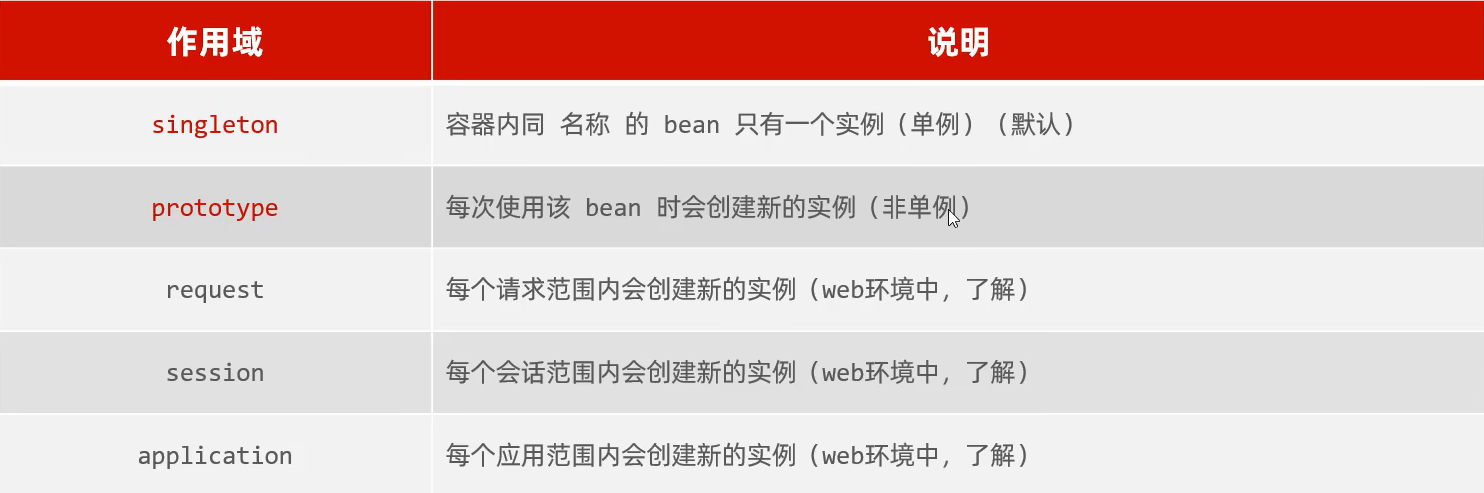 作用域 说明
singleton 容器内同 名称 的 bean 只有一个实例（单例）（默认）
prototype 每次使用该 bean 时会创建新的实例（非单例）
request 每个请求范围内会创建新的实例（web环境中，了解）
session 每个会话范围内会创建新的实例（web环境中，了解）
application 每个应用范围内会创建新的实例（web环境中，了解）